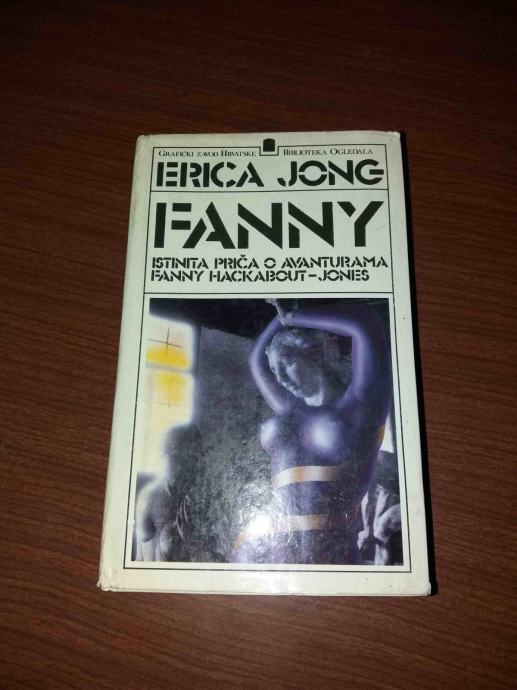 GRAFIČKI ZAVOD HRVATSKE BIBLIOTEKA OGLEDALA
ERICA JONG
FANNY
ISTINITA PRIČA O AVANTURAMA
FANNY HACKABOUT-JONES